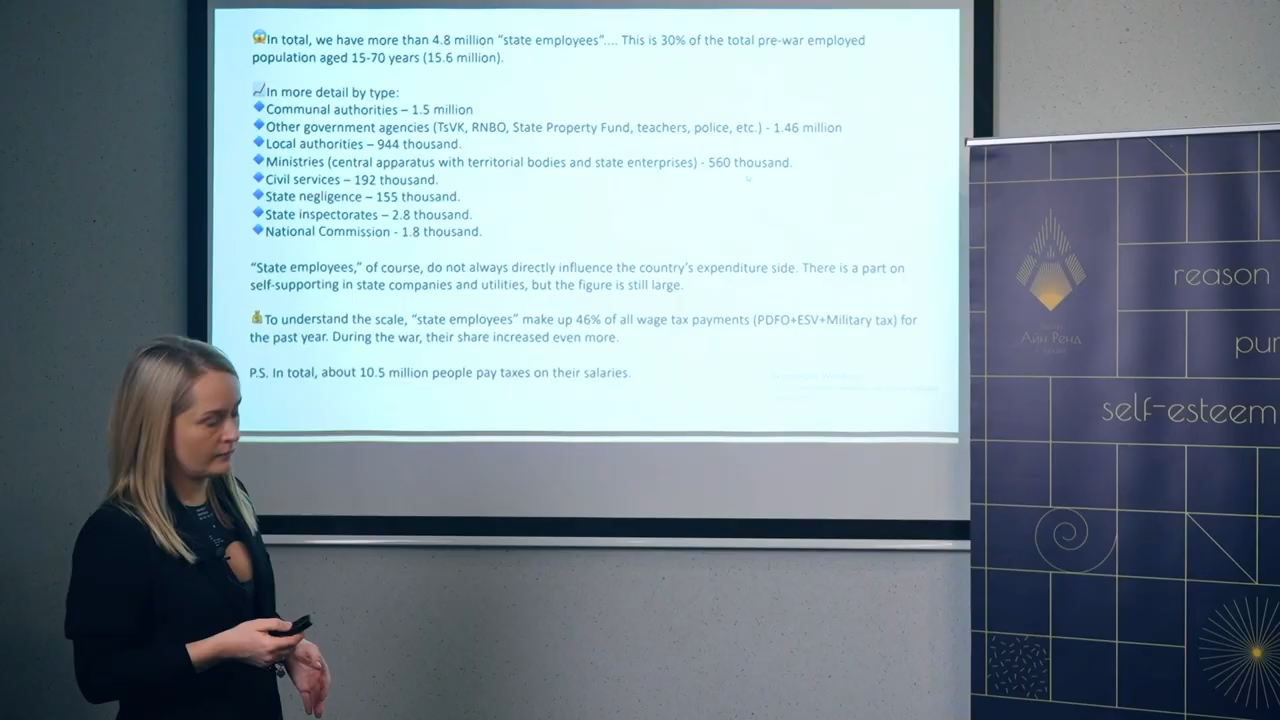 😱In total, we have more than 4.8 million “state employees”.... This is 30% of the total pre-war employed
population aged 15-70 years (15.6 million).
📈In more detail by type:
🔹Communal authorities – 1.5 million
🔹Other government agencies (TsVK, RNBO, State Property Fund, teachers, police, etc.) - 1.46 million
🔹Local authorities – 944 thousand.
🔹Ministries (central apparatus with territorial bodies and state enterprises) - 560 thousand.
🔹Civil services – 192 thousand.
🔹State negligence – 155 thousand.
🔹State inspectorates – 2.8 thousand.
🔹National Commission - 1.8 thousand.
“State employees,” of course, do not always directly influence the country’s expenditure side. There is a part on
self-supporting in state companies and utilities, but the figure is still large.
💰To understand the scale, “state employees” make up 46% of all wage tax payments (PDFO+ESV+Military tax) for
the past year. During the war, their share increased even more.
P.S. In total, about 10.5 million people pay taxes on their salaries.
reason
Айн Ренд
pur
self-esteem